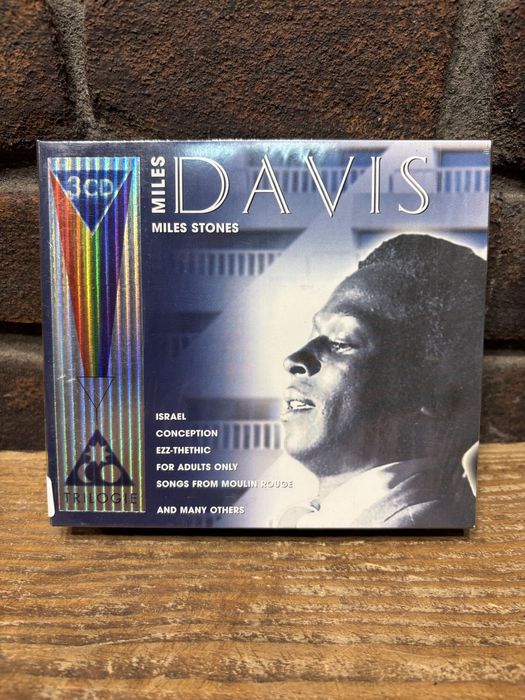 3CD
MILES
DAVIS
MILES STONES
ISRAEL
CONCEPTION
EZZ-THETHIC
FOR ADULTS ONLY
SONGS FROM MOULIN ROUGE
AND MANY OTHERS
TRILOGIE